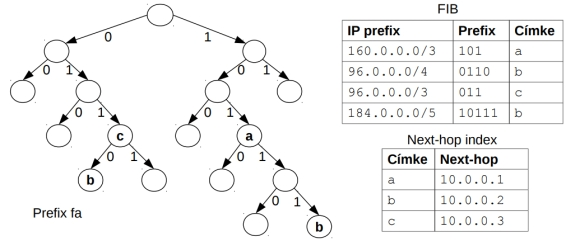 FIB
IP prefix Prefix Címke
160.0.0.0/3 101 a
96.0.0.0/4 0110 b
96.0.0.0/3 011 c
184.0.0.0/5 10111 b
Next-hop index
Címke Next-hop
a 10.0.0.1
b 10.0.0.2
c 10.0.0.3
0 1
0 1 0 1
0 1 0 1
c a
0 1 0 1
b
0 1
b
Prefix fa